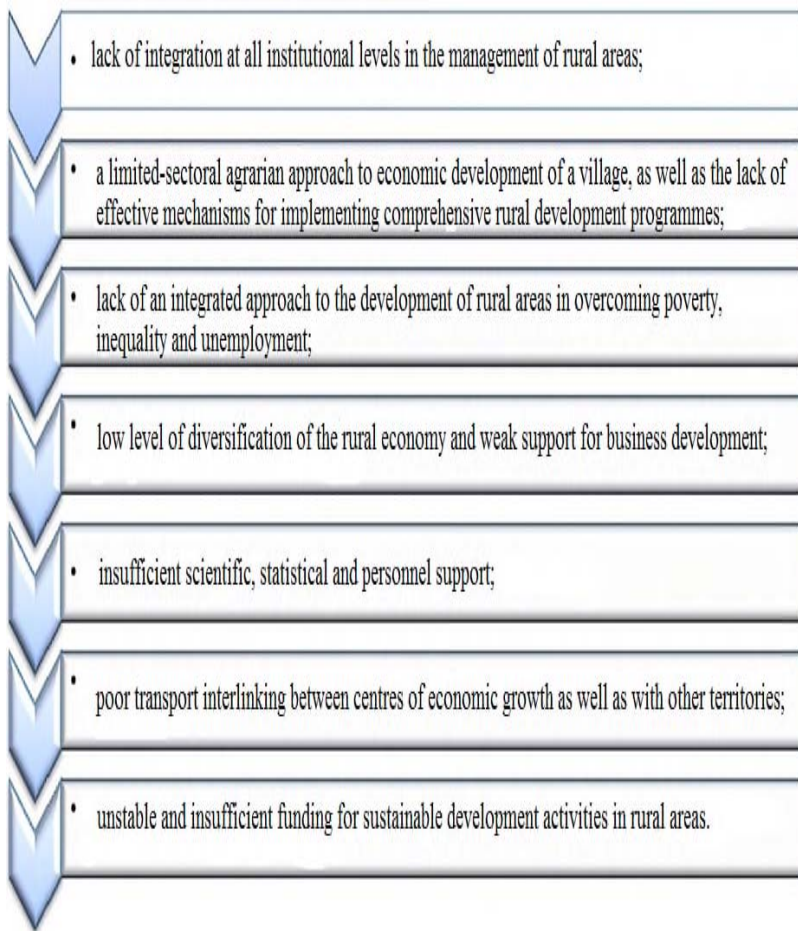 • lack of integration at all institutional levels in the management of rural areas;
• a limited-sectoral agrarian approach to economic development of a village, as well as the lack of
effective mechanisms for implementing comprehensive rural development programmes;
• lack of an integrated approach to the development of rural areas in overcoming poverty,
inequality and unemployment;
• low level of diversification of the rural economy and weak support for business development;
• insufficient scientific, statistical and personnel support;
• poor transport interlinking between centres of economic growth as well as with other territories;
• unstable and insufficient funding for sustainable development activities in rural areas.